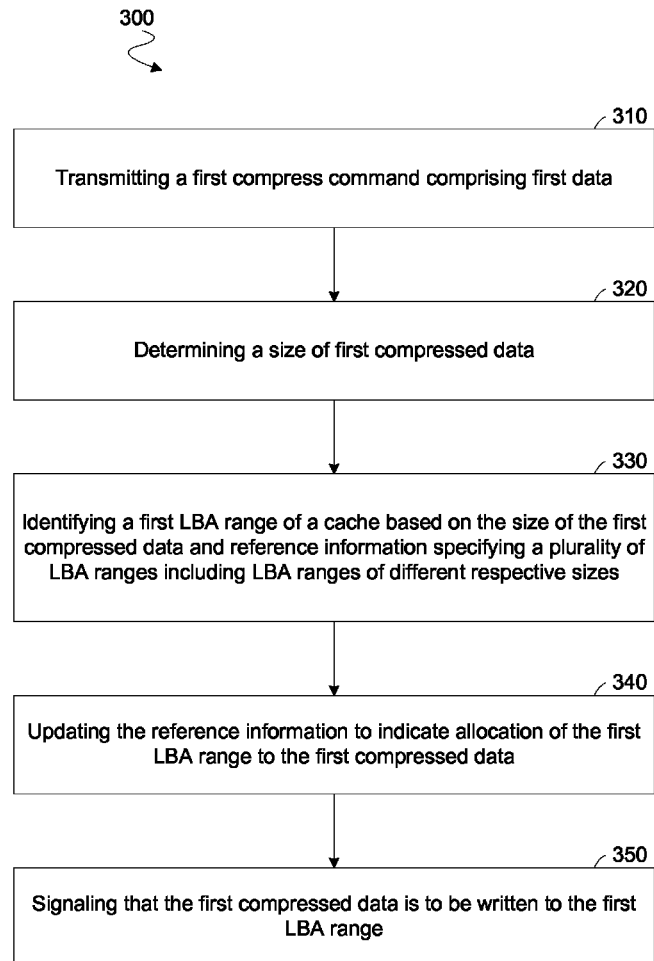 300
310
Transmitting a first compress command comprising first data
320
Determining a size of first compressed data
330
Identifying a first LBA range of a cache based on the size of the first
compressed data and reference information specifying a plurality of
LBA ranges including LBA ranges of different respective sizes
340
Updating the reference information to indicate allocation of the first
LBA range to the first compressed data
350
Signaling that the first compressed data is to be written to the first
LBA range